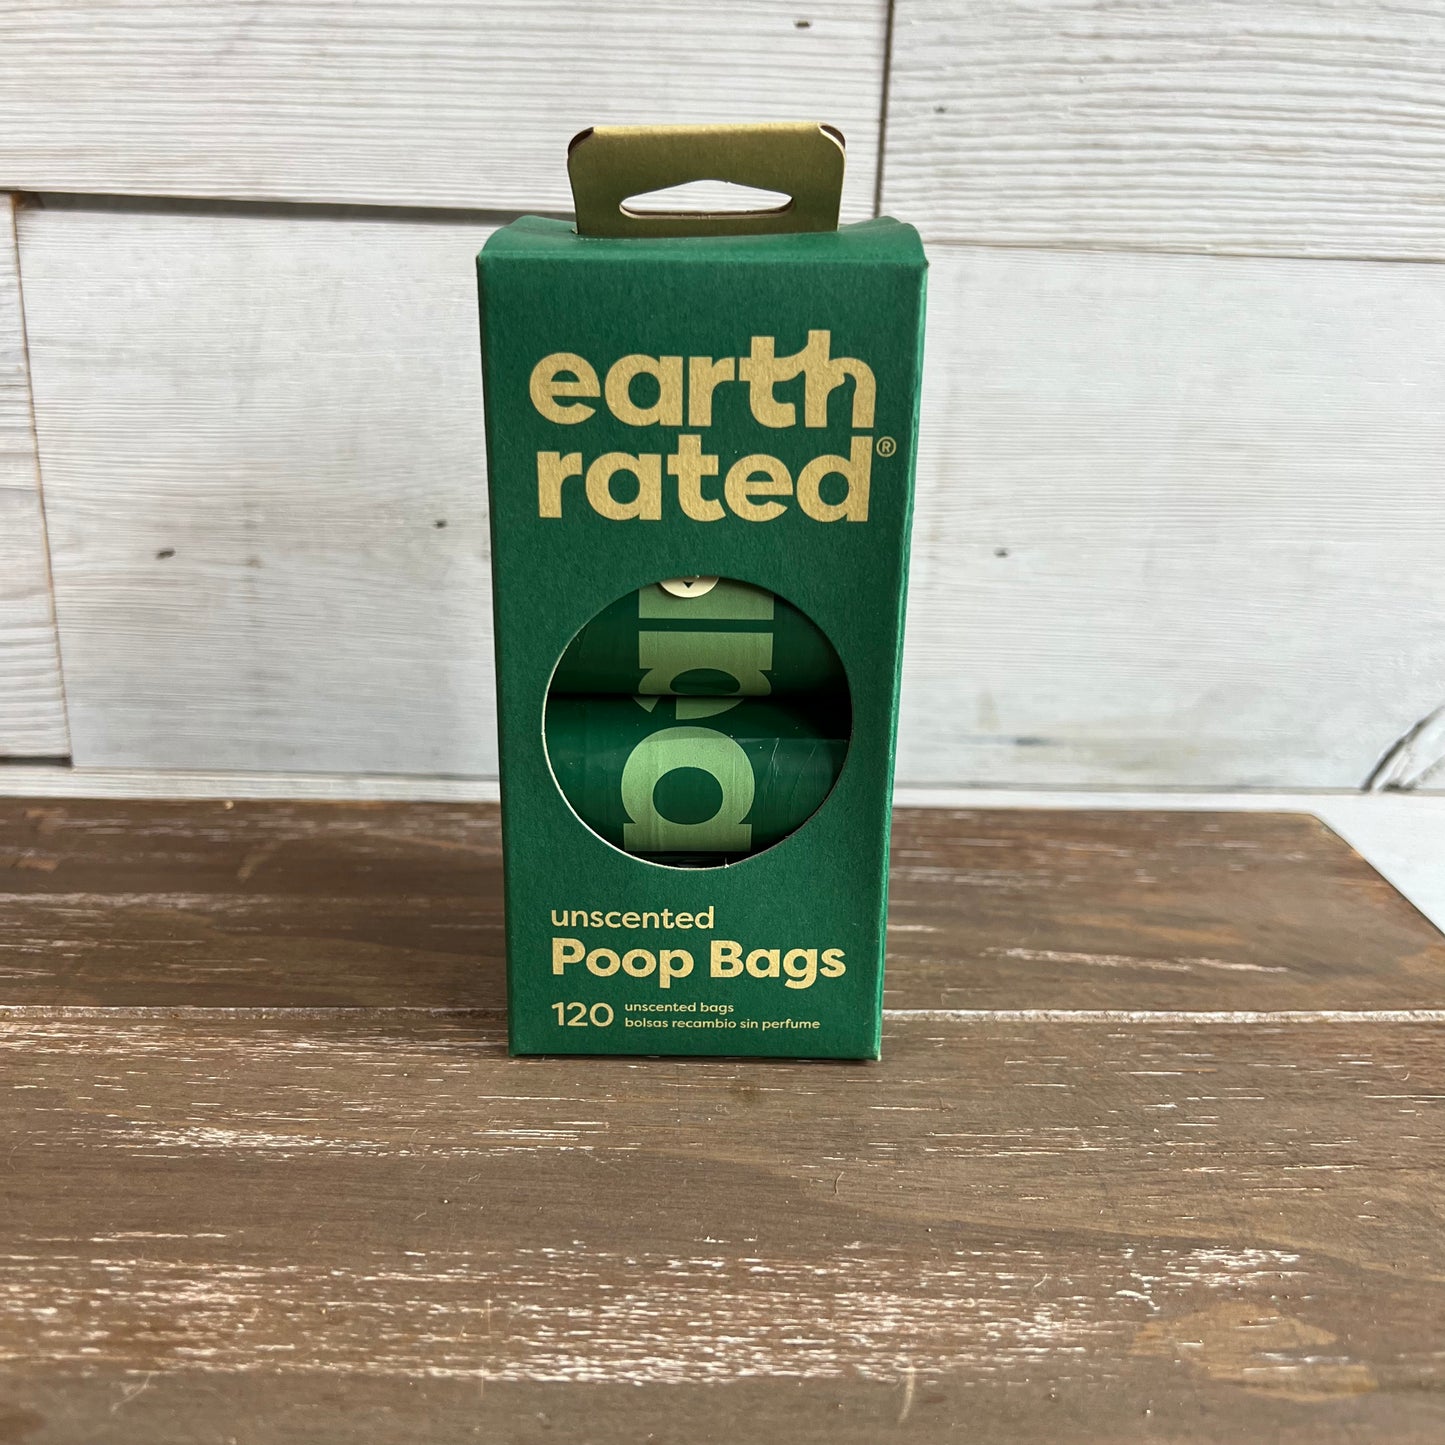 earth
rated®
unscented
Poop Bags
120
unscented bags
bolsas recambio sin perfume